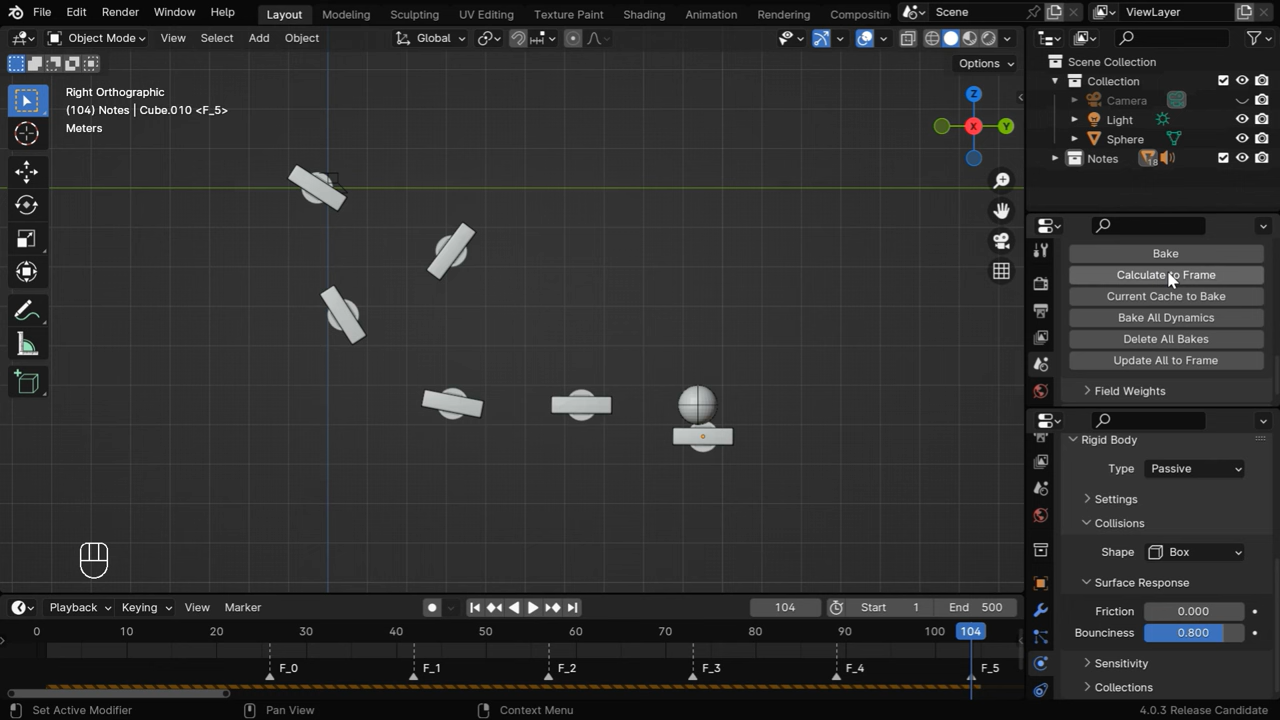 File Edit Render Window Help Layout Modeling Sculpting UV Editing Texture Paint Shading Animation Rendering Compositin Scene ViewLayer
Object Mode View Select Add Object Global
Options
Right Orthographic
(104) Notes | Cube.010 <F_5>
Meters
Z
X
Y
Scene Collection
Collection
Camera
Light
Sphere
Notes 18
Bake
Calculate to Frame
Current Cache to Bake
Bake All Dynamics
Delete All Bakes
Update All to Frame
Field Weights
Rigid Body
Type Passive
Settings
Collisions
Shape Box
Surface Response
Friction 0.000
Bounciness 0.800
Sensitivity
Collections
Playback Keying View Marker 104 Start 1 End 500
0 10 20 30 40 50 60 70 80 90 100 104
F_0 F_1 F_2 F_3 F_4 F_5
Set Active Modifier Pan View Context Menu 4.0.3 Release Candidate